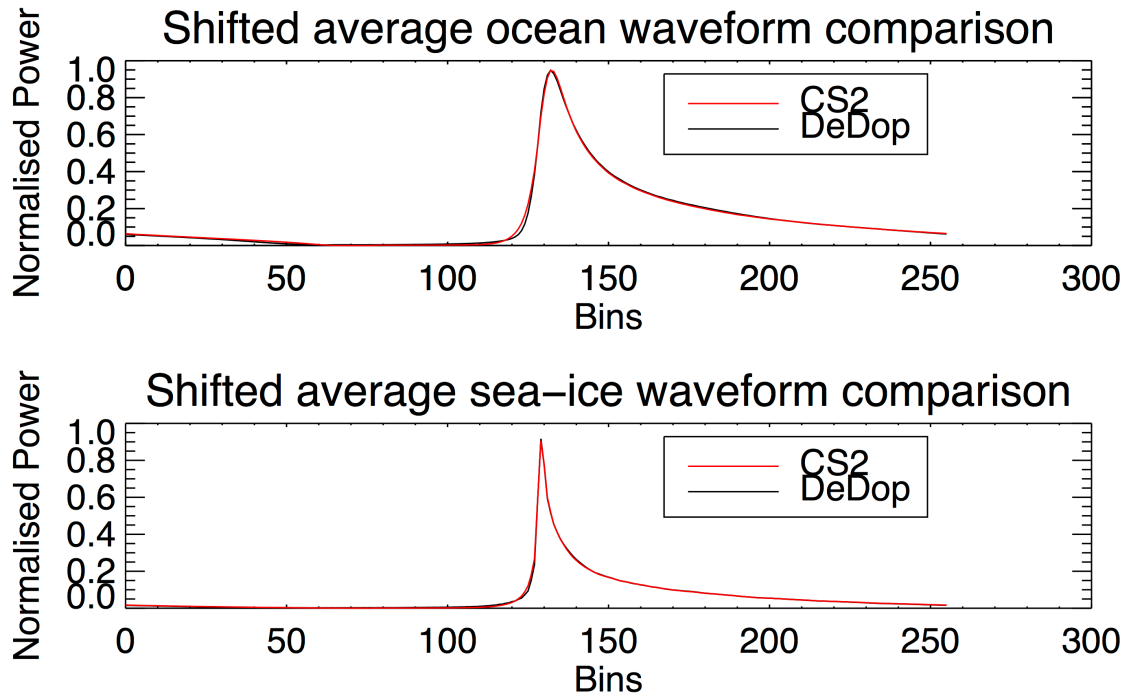 Shifted average ocean waveform comparison
Normalised Power
1.0
0.8
0.6
0.4
0.2
0.0
CS2
DeDop
0 50 100 150 200 250 300
Bins
Shifted average sea-ice waveform comparison
Normalised Power
1.0
0.8
0.6
0.4
0.2
0.0
CS2
DeDop
0 50 100 150 200 250 300
Bins